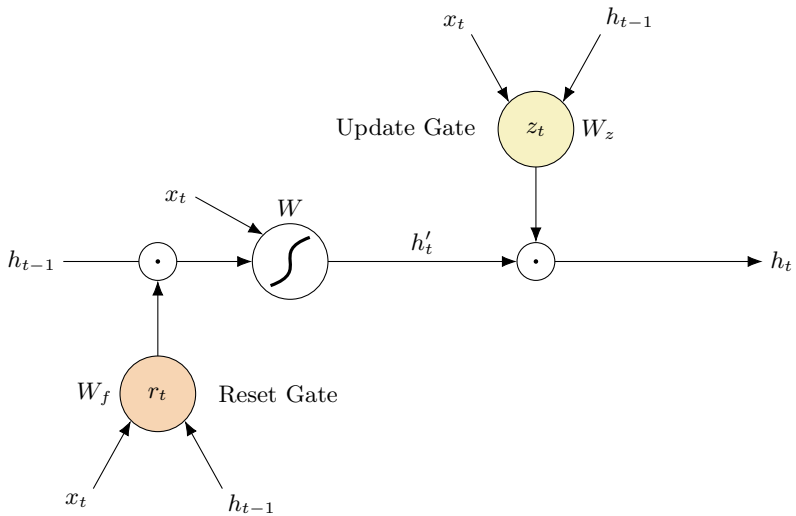 x_t h_{t-1}
Update Gate z_t W_z
x_t W
h_{t-1} h'_t h_t
W_f r_t Reset Gate
x_t h_{t-1}